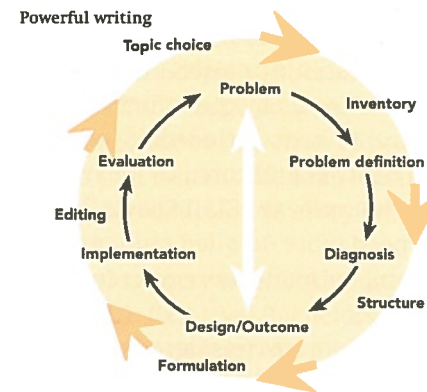 Powerful writing
Topic choice
Problem
Inventory
Evaluation
Problem definition
Editing
Implementation
Diagnosis
Structure
Design/Outcome
Formulation